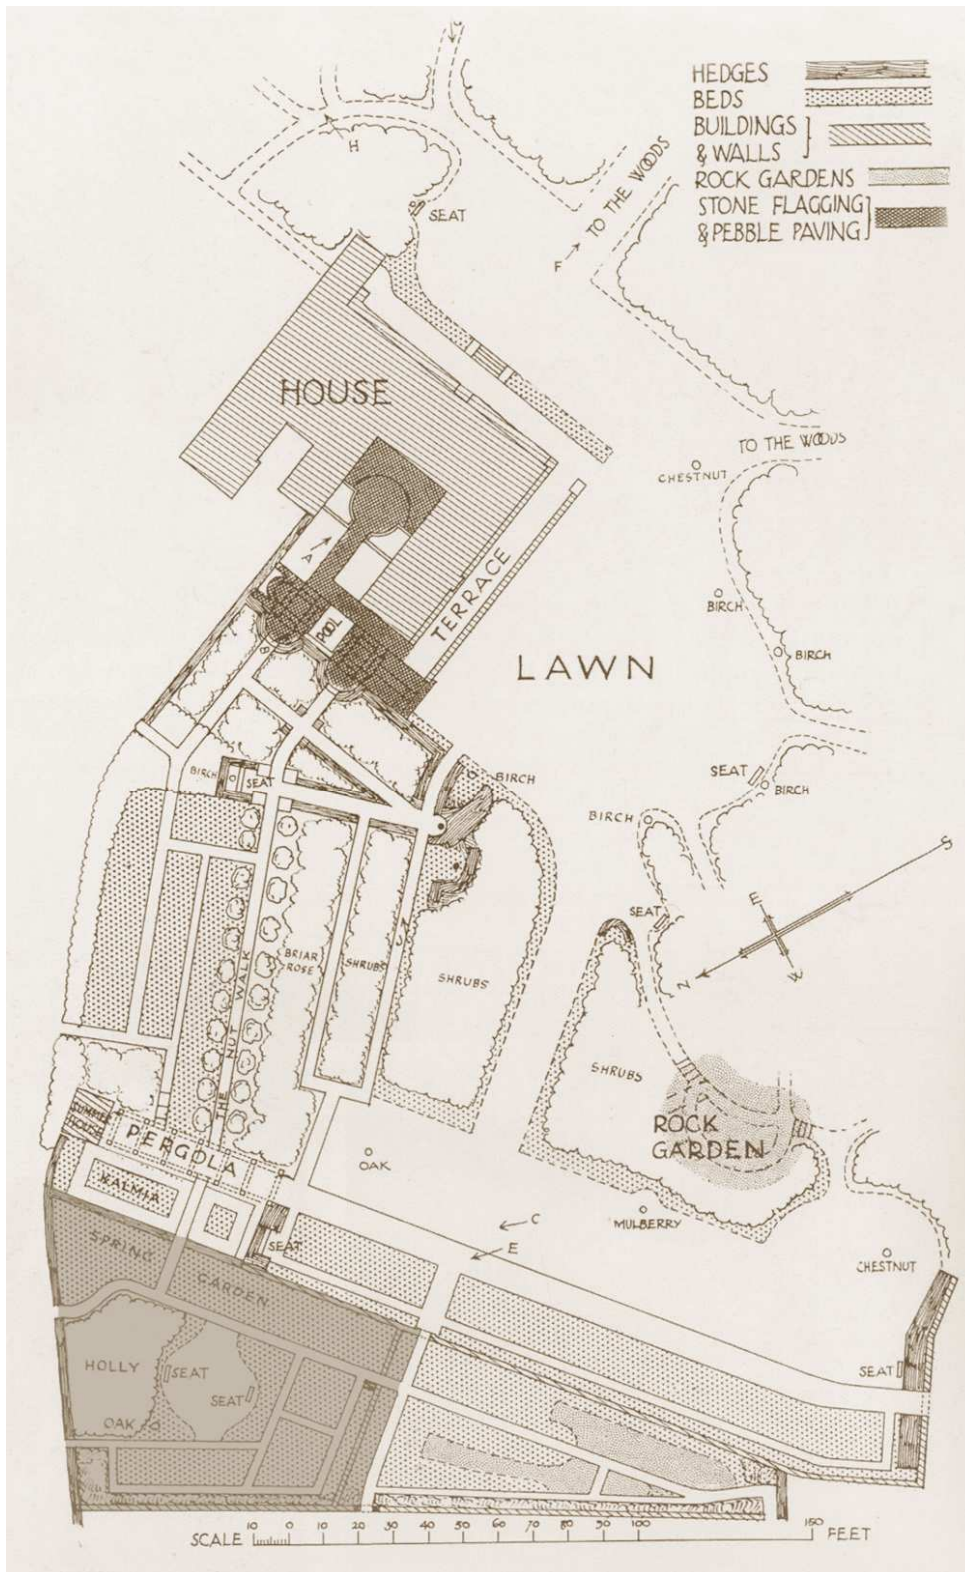 HEDGES
BEDS
BUILDINGS
& WALLS
ROCK GARDENS
STONE FLAGGING
& PEBBLE PAVING
TO THE WOODS
H
SEAT
F
HOUSE
TO THE WOODS
CHESTNUT
A
TERRACE
BIRCH
POOL
B
BIRCH
LAWN
SEAT
BIRCH
BIRCH
SEAT
BIRCH
BIRCH
S
E
W
N
SEAT
BRIAR
ROSE
SHRUBS
SHRUBS
THE NUT WALK
SHRUBS
SUMMER
HOUSE
PERGOLA
OAK
ROCK
GARDEN
KALMIA
C
MULBERRY
SPRING
SEAT
E
CHESTNUT
GARDEN
HOLLY
SEAT
SEAT
SEAT
OAK
SCALE 10 0 10 20 30 40 50 60 70 80 90 100 150 FEET